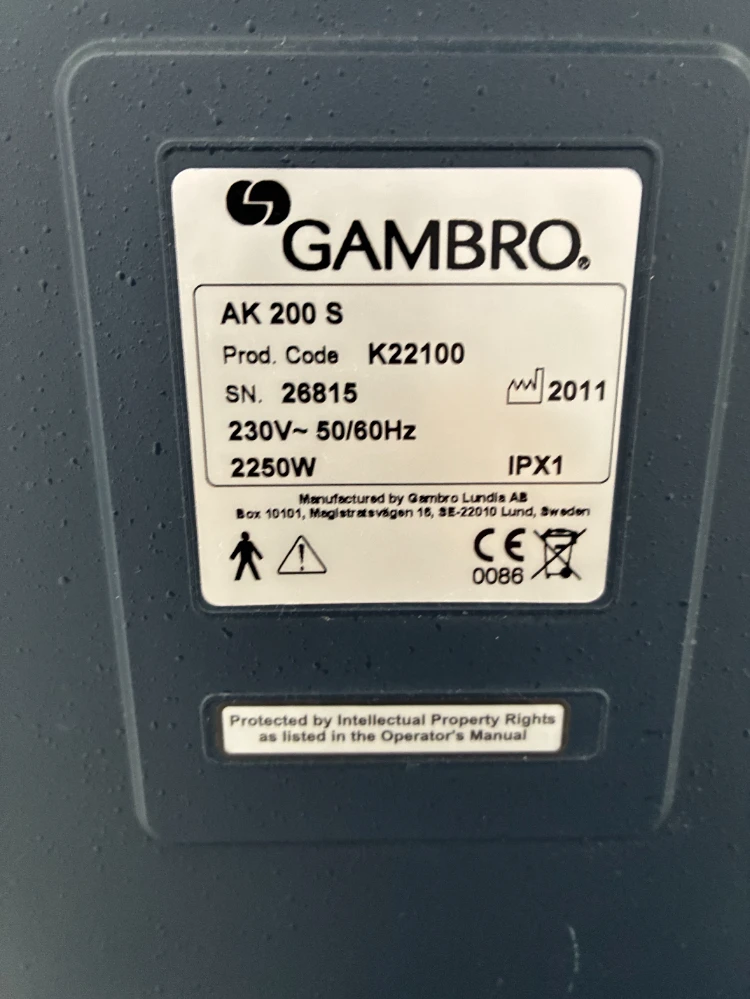 GAMBRO®
AK 200 S
Prod. Code K22100
SN. 26815
2011
230V~ 50/60Hz
2250W IPX1
Manufactured by Gambro Lundia AB
Box 10101, Magistratsvägen 16, SE-22010 Lund, Sweden
CE
0086
Protected by Intellectual Property Rights
as listed in the Operator's Manual